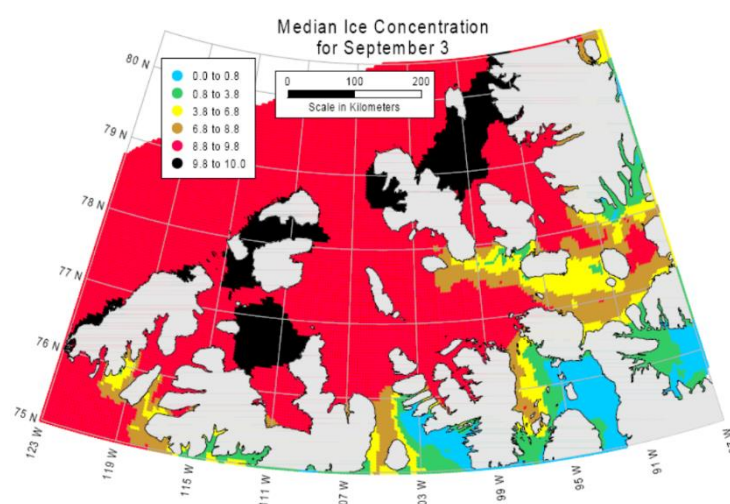 Median Ice Concentration
for September 3
0.0 to 0.8
0.8 to 3.8
3.8 to 6.8
6.8 to 8.8
8.8 to 9.8
9.8 to 10.0
0 100 200
Scale in Kilometers
80 N
79 N
78 N
77 N
76 N
75 N
123 W
119 W
115 W
111 W
107 W
103 W
99 W
95 W
91 W